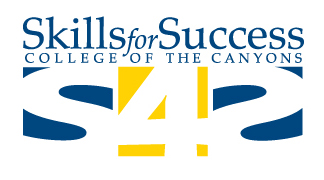 Skills for Success
COLLEGE OF THE CANYONS
S4S